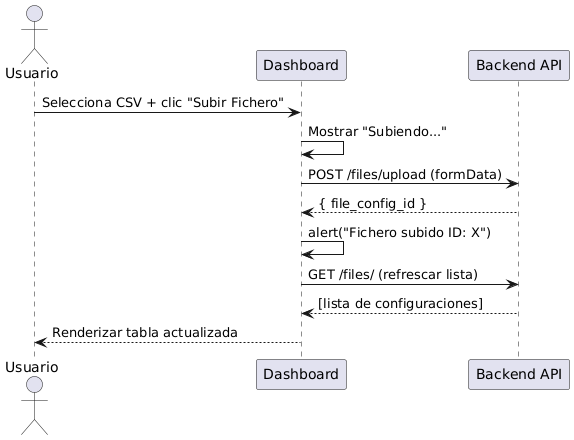 Usuario
Dashboard
Backend API
Selecciona CSV + clic "Subir Fichero"
Mostrar "Subiendo..."
POST /files/upload (formData)
{ file_config_id }
alert("Fichero subido ID: X")
GET /files/ (refrescar lista)
[lista de configuraciones]
Renderizar tabla actualizada
Usuario
Dashboard
Backend API